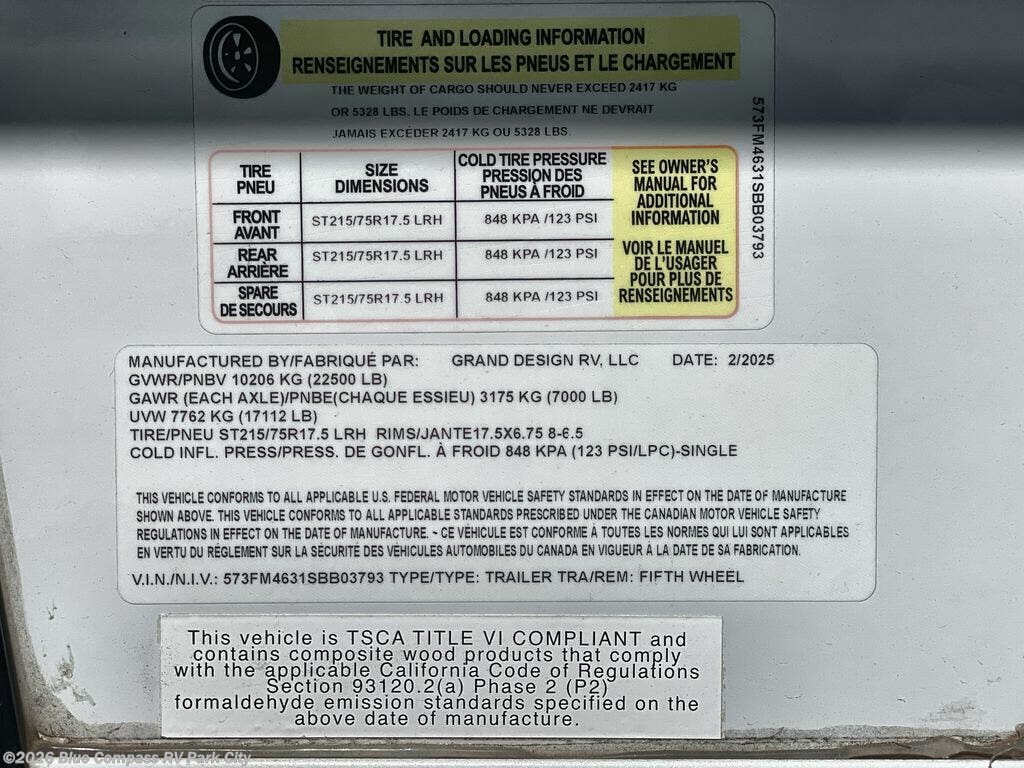 TIRE AND LOADING INFORMATION
RENSEIGNEMENTS SUR LES PNEUS ET LE CHARGEMENT
THE WEIGHT OF CARGO SHOULD NEVER EXCEED 2417 KG
OR 5328 LBS. LE POIDS DE CHARGEMENT NE DEVRAIT
JAMAIS EXCÉDER 2417 KG OU 5328 LBS.
TIRE
PNEU
SIZE
DIMENSIONS
COLD TIRE PRESSURE
PRESSION DES
PNEUS À FROID
FRONT
AVANT
ST215/75R17.5 LRH
848 KPA /123 PSI
REAR
ARRIÈRE
ST215/75R17.5 LRH
848 KPA /123 PSI
SPARE
DE SECOURS
ST215/75R17.5 LRH
848 KPA /123 PSI
SEE OWNER'S
MANUAL FOR
ADDITIONAL
INFORMATION
VOIR LE MANUEL
DE L'USAGER
POUR PLUS DE
RENSEIGNEMENTS
573FM4631SBB03793
MANUFACTURED BY/FABRIQUÉ PAR: GRAND DESIGN RV, LLC DATE: 2/2025
GVWR/PNBV 10206 KG (22500 LB)
GAWR (EACH AXLE)/PNBE(CHAQUE ESSIEU) 3175 KG (7000 LB)
UVW 7762 KG (17112 LB)
TIRE/PNEU ST215/75R17.5 LRH RIMS/JANTE17.5X6.75 8-6.5
COLD INFL. PRESS/PRESS. DE GONFL. À FROID 848 KPA (123 PSI/LPC)-SINGLE
THIS VEHICLE CONFORMS TO ALL APPLICABLE U.S. FEDERAL MOTOR VEHICLE SAFETY STANDARDS IN EFFECT ON THE DATE OF MANUFACTURE
SHOWN ABOVE. THIS VEHICLE CONFORMS TO ALL APPLICABLE STANDARDS PRESCRIBED UNDER THE CANADIAN MOTOR VEHICLE SAFETY
REGULATIONS IN EFFECT ON THE DATE OF MANUFACTURE. ~ CE VÉHICULE EST CONFORME À TOUTES LES NORMES QUI LUI SONT APPLICABLES
EN VERTU DU RÈGLEMENT SUR LA SÉCURITÉ DES VÉHICULES AUTOMOBILES DU CANADA EN VIGUEUR À LA DATE DE SA FABRICATION.
V.I.N./N.I.V.: 573FM4631SBB03793 TYPE/TYPE: TRAILER TRA/REM: FIFTH WHEEL
This vehicle is TSCA TITLE VI COMPLIANT and
contains composite wood products that comply
with the applicable California Code of Regulations
Section 93120.2(a) Phase 2 (P2)
formaldehyde emission standards specified on the
above date of manufacture.
©2026 Blue Compass RV Park City